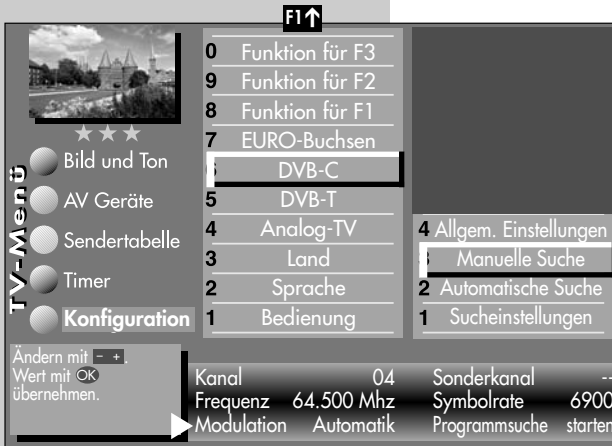 F1↑
0 Funktion für F3
9 Funktion für F2
8 Funktion für F1
7 EURO-Buchsen
6 DVB-C
5 DVB-T
4 Analog-TV
3 Land
2 Sprache
1 Bedienung
TV-Menü
Bild und Ton
AV Geräte
Sendertabelle
Timer
Konfiguration
4 Allgem. Einstellungen
3 Manuelle Suche
2 Automatische Suche
1 Sucheinstellungen
Ändern mit - + .
Wert mit OK
übernehmen.
Kanal 04 Sonderkanal --
Frequenz 64.500 Mhz Symbolrate 6900
Modulation Automatik Programmsuche starten